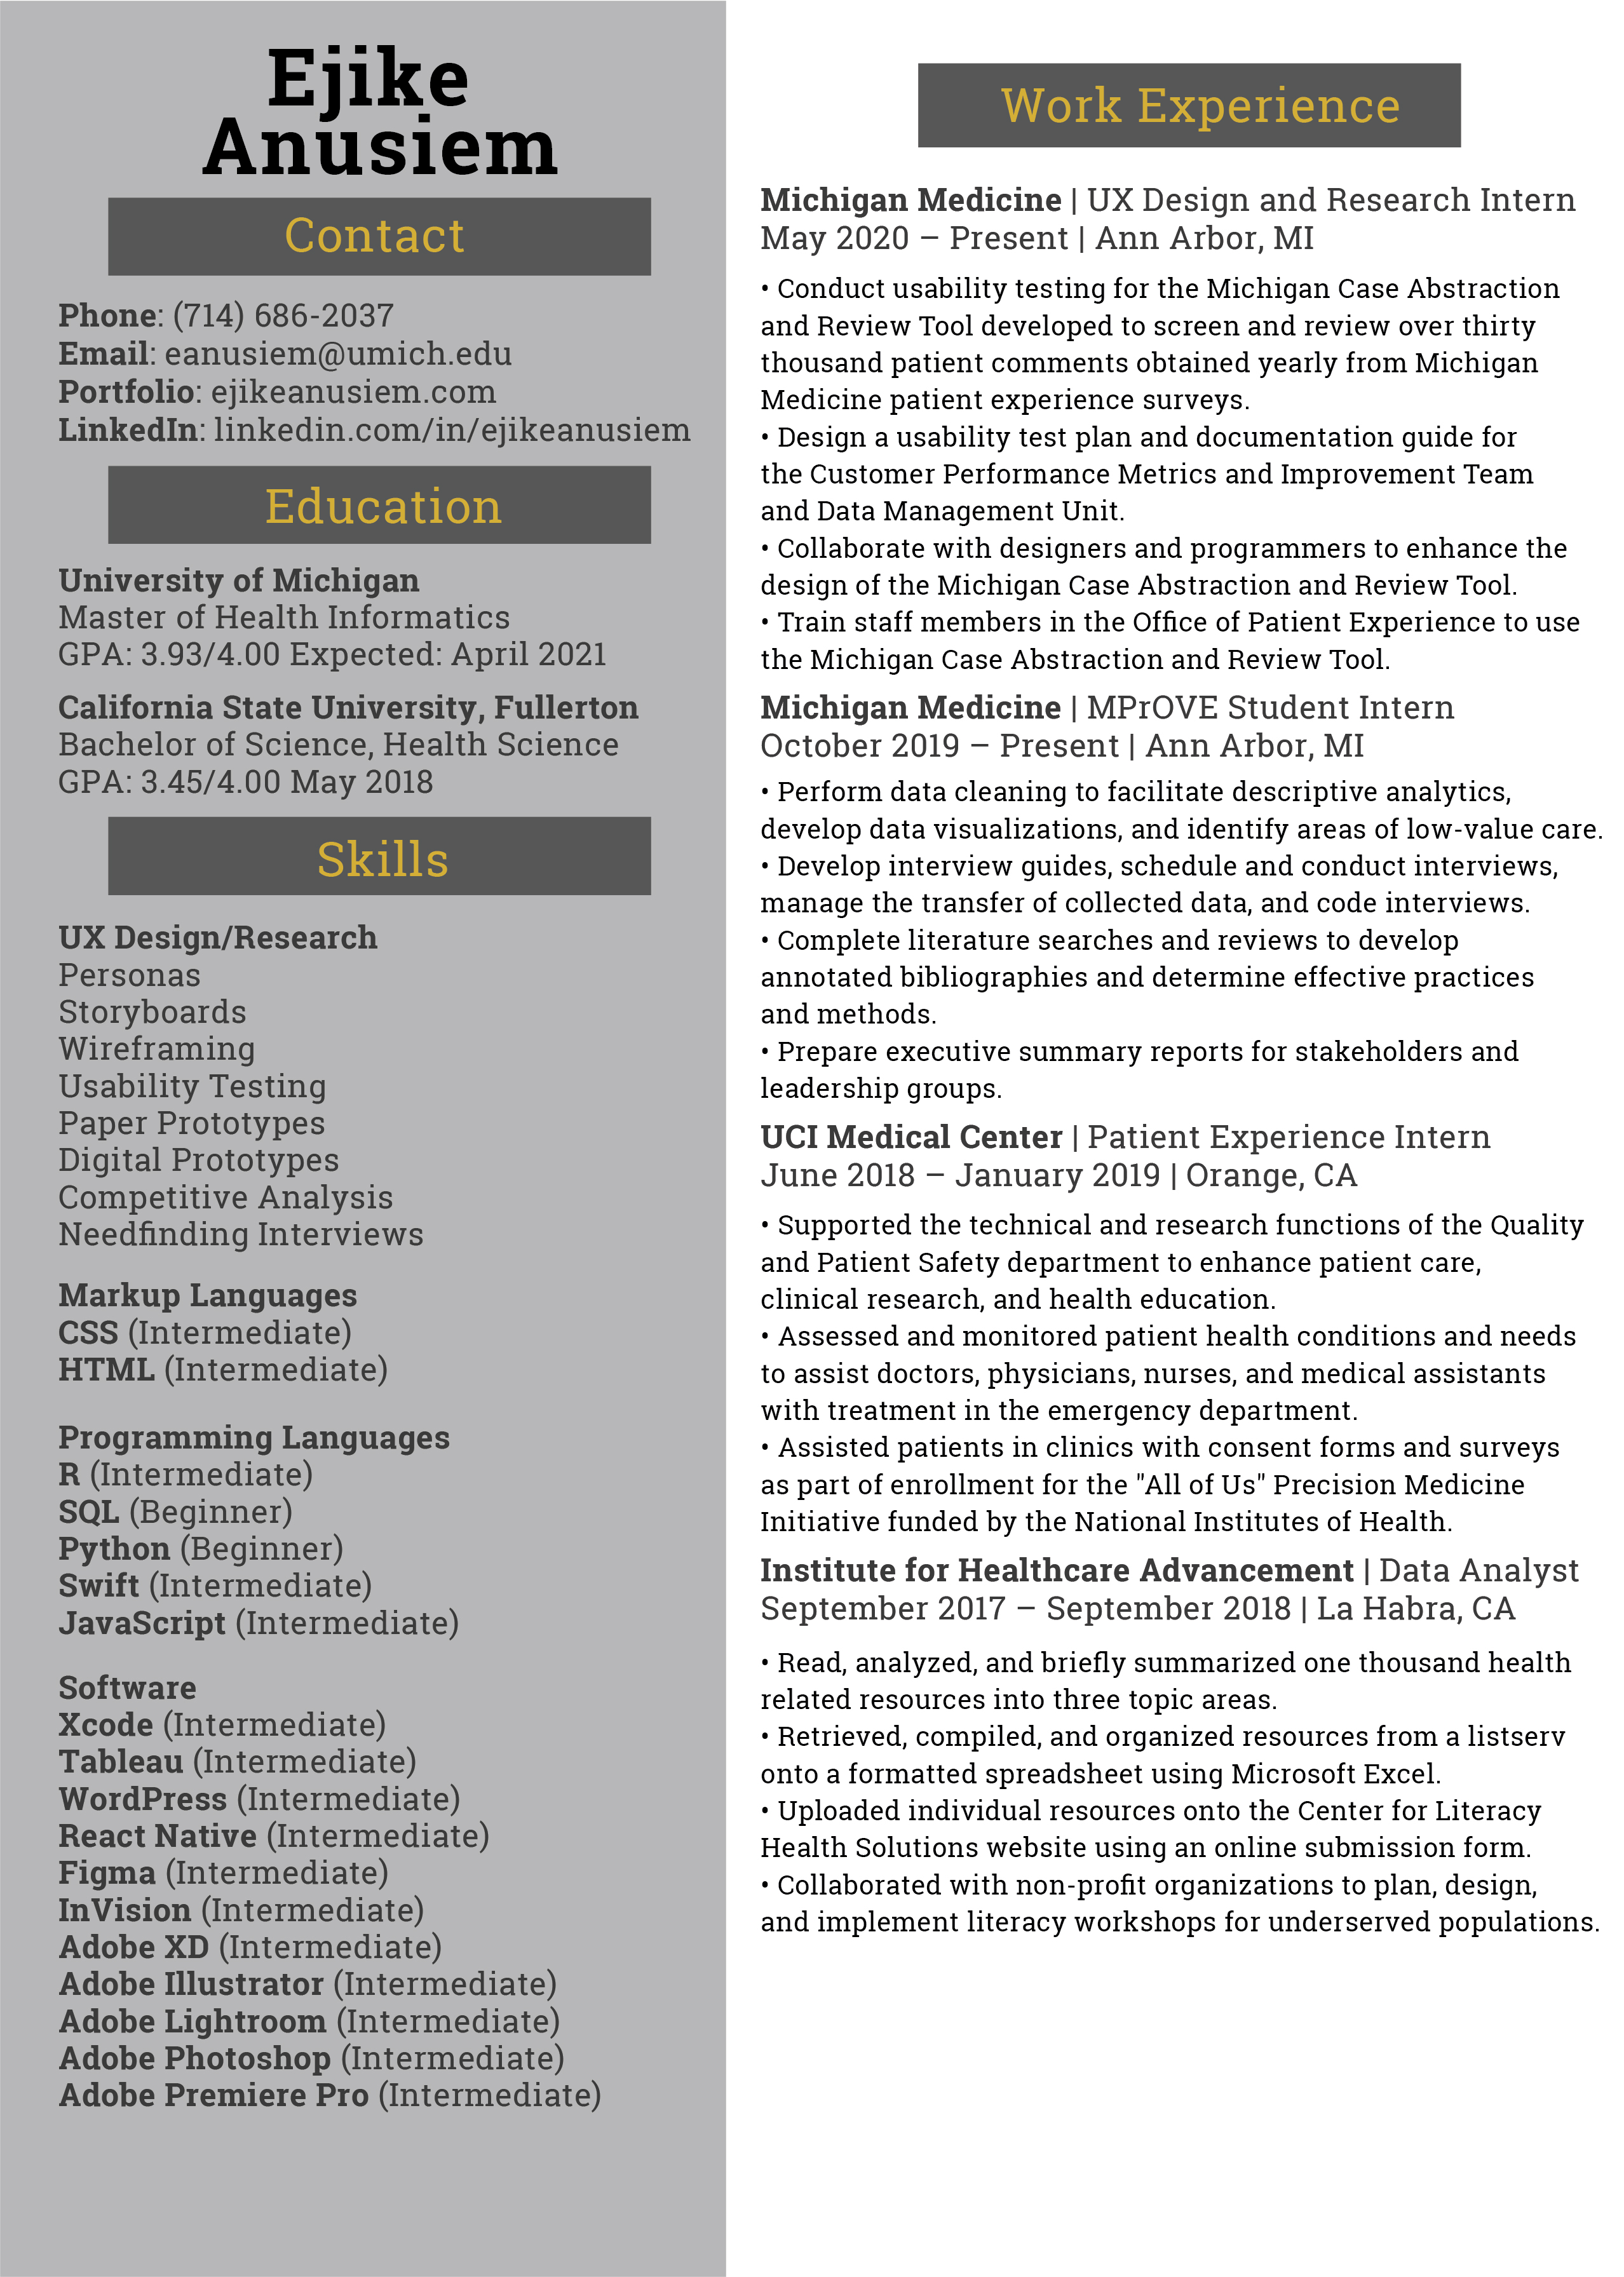 Ejike
Anusiem
Contact
Phone: (714) 686-2037
Email: eanusiem@umich.edu
Portfolio: ejikeanusiem.com
LinkedIn: linkedin.com/in/ejikeanusiem
Education
University of Michigan
Master of Health Informatics
GPA: 3.93/4.00 Expected: April 2021
California State University, Fullerton
Bachelor of Science, Health Science
GPA: 3.45/4.00 May 2018
Skills
UX Design/Research
Personas
Storyboards
Wireframing
Usability Testing
Paper Prototypes
Digital Prototypes
Competitive Analysis
Needfinding Interviews
Markup Languages
CSS (Intermediate)
HTML (Intermediate)
Programming Languages
R (Intermediate)
SQL (Beginner)
Python (Beginner)
Swift (Intermediate)
JavaScript (Intermediate)
Software
Xcode (Intermediate)
Tableau (Intermediate)
WordPress (Intermediate)
React Native (Intermediate)
Figma (Intermediate)
InVision (Intermediate)
Adobe XD (Intermediate)
Adobe Illustrator (Intermediate)
Adobe Lightroom (Intermediate)
Adobe Photoshop (Intermediate)
Adobe Premiere Pro (Intermediate)
Work Experience
Michigan Medicine | UX Design and Research Intern
May 2020 – Present | Ann Arbor, MI
• Conduct usability testing for the Michigan Case Abstraction
and Review Tool developed to screen and review over thirty
thousand patient comments obtained yearly from Michigan
Medicine patient experience surveys.
• Design a usability test plan and documentation guide for
the Customer Performance Metrics and Improvement Team
and Data Management Unit.
• Collaborate with designers and programmers to enhance the
design of the Michigan Case Abstraction and Review Tool.
• Train staff members in the Office of Patient Experience to use
the Michigan Case Abstraction and Review Tool.
Michigan Medicine | MPrOVE Student Intern
October 2019 – Present | Ann Arbor, MI
• Perform data cleaning to facilitate descriptive analytics,
develop data visualizations, and identify areas of low-value care.
• Develop interview guides, schedule and conduct interviews,
manage the transfer of collected data, and code interviews.
• Complete literature searches and reviews to develop
annotated bibliographies and determine effective practices
and methods.
• Prepare executive summary reports for stakeholders and
leadership groups.
UCI Medical Center | Patient Experience Intern
June 2018 – January 2019 | Orange, CA
• Supported the technical and research functions of the Quality
and Patient Safety department to enhance patient care,
clinical research, and health education.
• Assessed and monitored patient health conditions and needs
to assist doctors, physicians, nurses, and medical assistants
with treatment in the emergency department.
• Assisted patients in clinics with consent forms and surveys
as part of enrollment for the "All of Us" Precision Medicine
Initiative funded by the National Institutes of Health.
Institute for Healthcare Advancement | Data Analyst
September 2017 – September 2018 | La Habra, CA
• Read, analyzed, and briefly summarized one thousand health
related resources into three topic areas.
• Retrieved, compiled, and organized resources from a listserv
onto a formatted spreadsheet using Microsoft Excel.
• Uploaded individual resources onto the Center for Literacy
Health Solutions website using an online submission form.
• Collaborated with non-profit organizations to plan, design,
and implement literacy workshops for underserved populations.